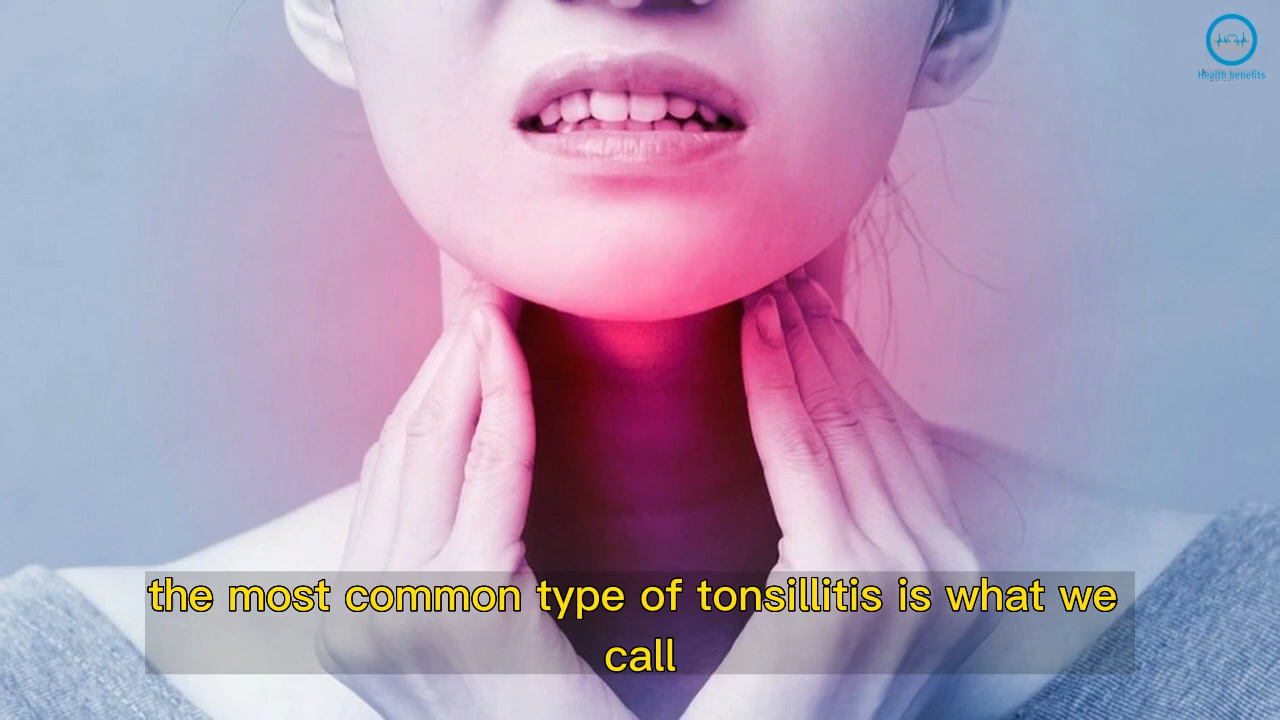 Health benefits
the most common type of tonsillitis is what we
call